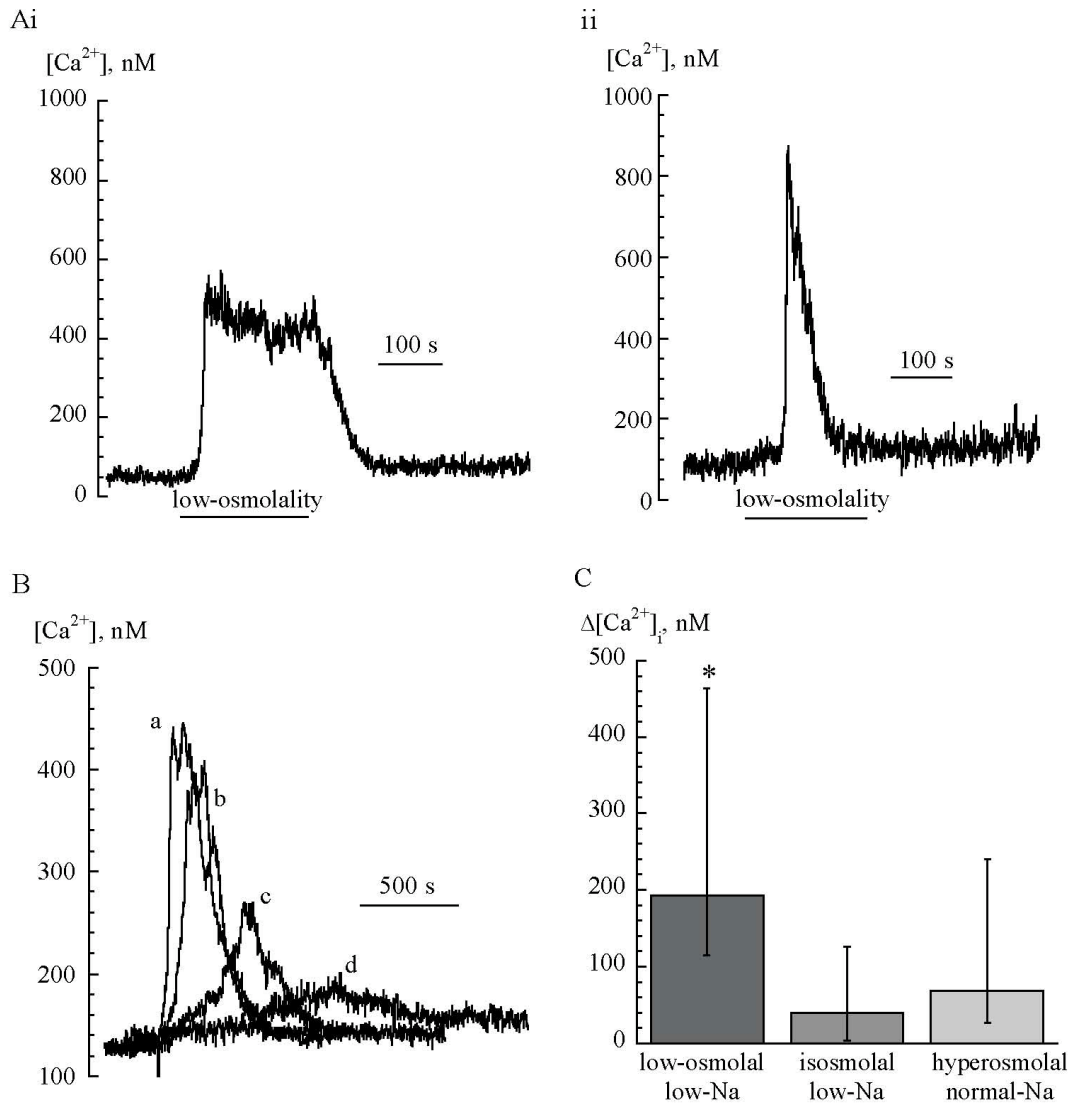 Ai
[Ca²⁺], nM
1000
800
600
400
200
0
100 s
low-osmolality
ii
[Ca²⁺], nM
1000
800
600
400
200
0
100 s
low-osmolality
B
[Ca²⁺], nM
500
400
300
200
100
a
b
c
d
500 s
C
Δ[Ca²⁺]ᵢ, nM
500
400
300
200
100
0
*
low-osmolal
low-Na
isosmolal
low-Na
hyperosmolal
normal-Na